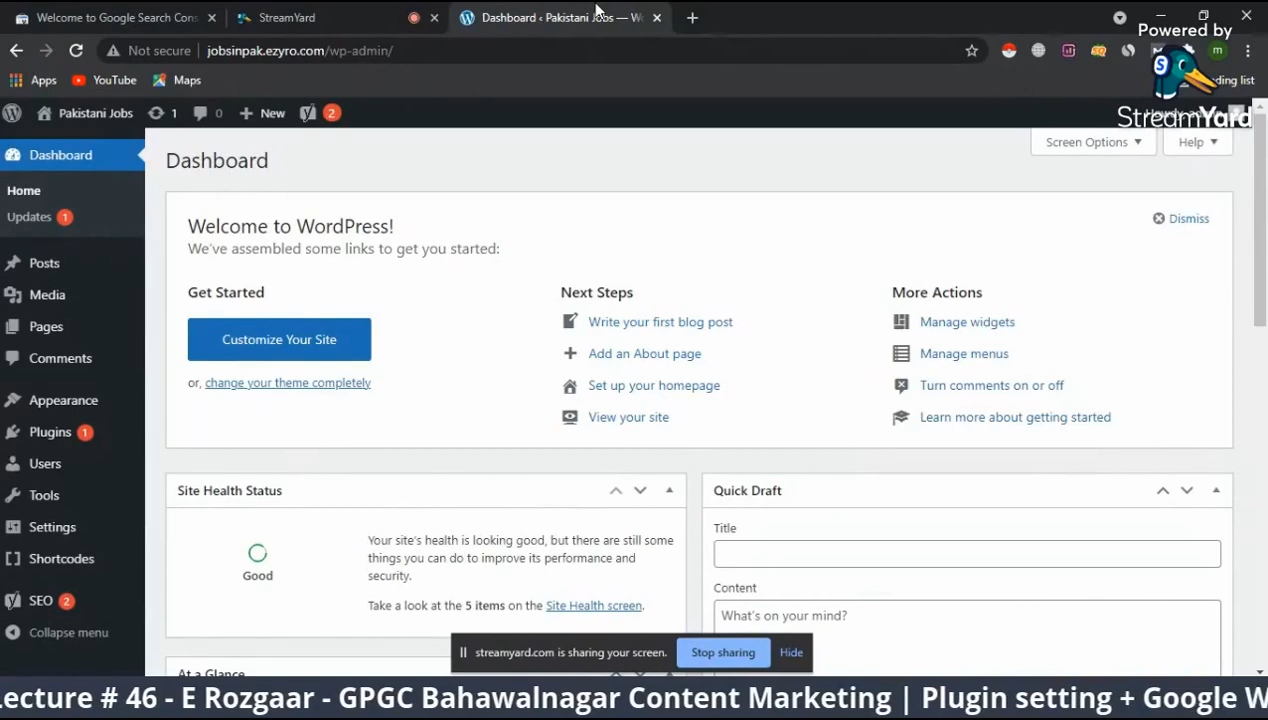 Welcome to Google Search Cons
StreamYard
Dashboard ‹ Pakistani Jobs — W
Powered by
Not secure
jobsinpak.ezyro.com/wp-admin/
m
Apps
YouTube
Maps
StreamYard
Pakistani Jobs
1
0
New
2
Screen Options
Help
Dashboard
Home
Updates 1
Posts
Media
Pages
Comments
Appearance
Plugins 1
Users
Tools
Settings
Shortcodes
SEO 2
Collapse menu
Dashboard
Welcome to WordPress!
We've assembled some links to get you started:
Dismiss
Get Started
Customize Your Site
or, change your theme completely
Next Steps
Write your first blog post
Add an About page
Set up your homepage
View your site
More Actions
Manage widgets
Manage menus
Turn comments on or off
Learn more about getting started
Site Health Status
Good
Your site's health is looking good, but there are still some
things you can do to improve its performance and
security.
Take a look at the 5 items on the Site Health screen.
At a Glance
Quick Draft
Title
Content
What's on your mind?
streamyard.com is sharing your screen.
Stop sharing
Hide
Lecture # 46 - E Rozgaar - GPGC Bahawalnagar Content Marketing | Plugin setting + Google W